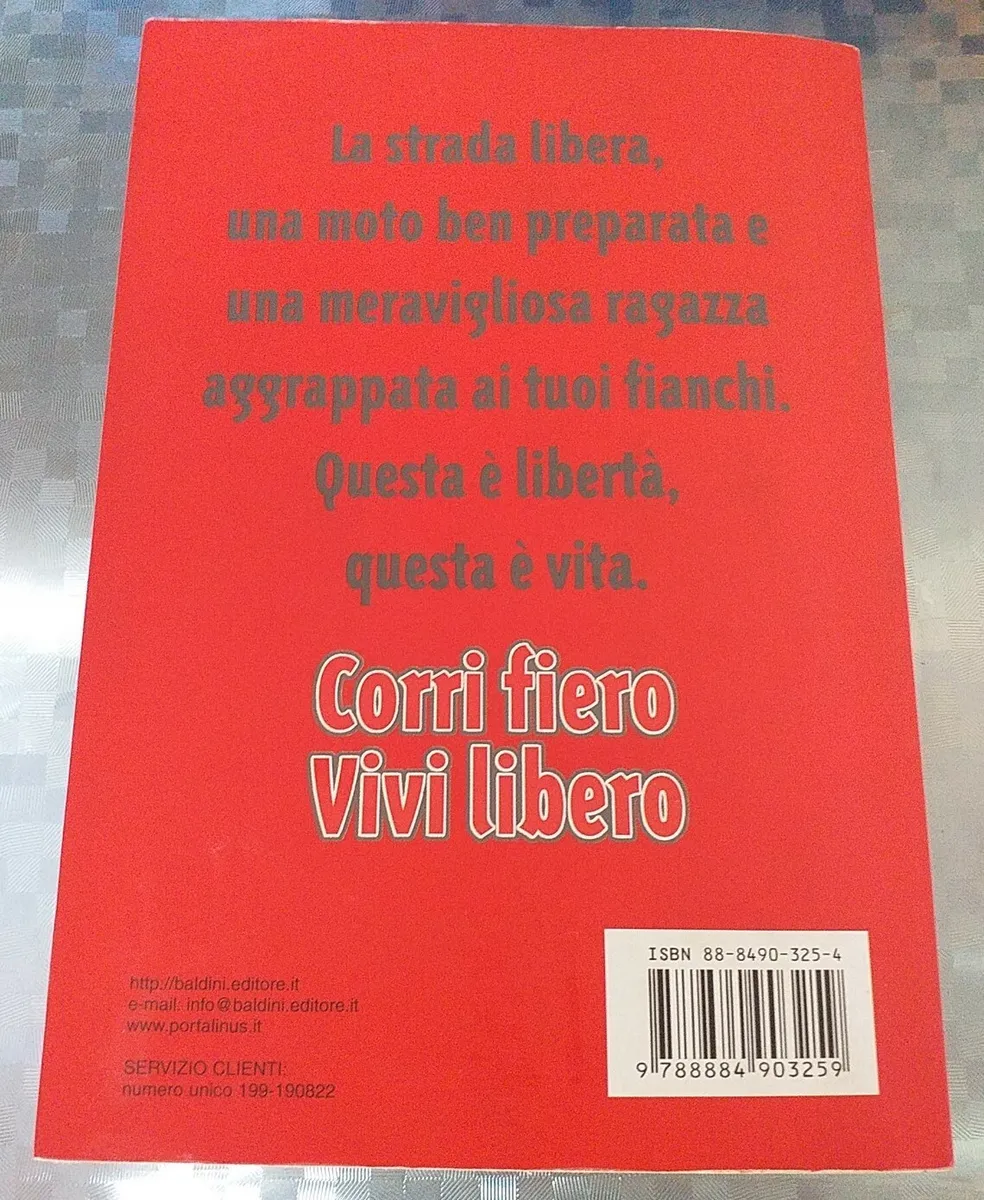 La strada libera,
una moto ben preparata e
una meravigliosa ragazza
aggrappata ai tuoi fianchi.
Questa è libertà,
questa è vita.
Corri fiero
Vivi libero
ISBN 88-8490-325-4
9 788884 903259
http://baldini.editore.it
e-mail: info@baldini.editore.it
www.portalinus.it
SERVIZIO CLIENTI:
numero unico 199-190822